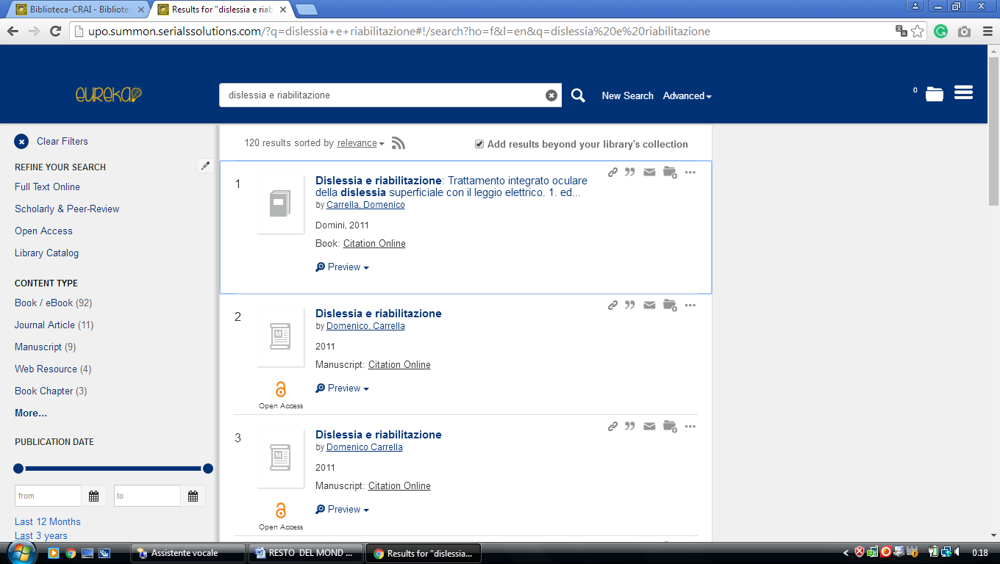 Biblioteca-CRAI - Bibliotec
Results for "dislessia e riab
upo.summon.serialssolutions.com/?q=dislessia+e+riabilitazione#!/search?ho=f&l=en&q=dislessia%20e%20riabilitazione
eureka
dislessia e riabilitazione
New Search
Advanced
0
Clear Filters
REFINE YOUR SEARCH
Full Text Online
Scholarly & Peer-Review
Open Access
Library Catalog
CONTENT TYPE
Book / eBook (92)
Journal Article (11)
Manuscript (9)
Web Resource (4)
Book Chapter (3)
More...
PUBLICATION DATE
from
to
Last 12 Months
Last 3 years
120 results sorted by relevance
Add results beyond your library's collection
1
Dislessia e riabilitazione: Trattamento integrato oculare
della dislessia superficiale con il leggio elettrico. 1. ed...
by Carrella, Domenico
Domini, 2011
Book: Citation Online
Preview
2
Dislessia e riabilitazione
by Domenico. Carrella
2011
Manuscript: Citation Online
Preview
Open Access
3
Dislessia e riabilitazione
by Domenico Carrella
2011
Manuscript: Citation Online
Preview
Open Access
Assistente vocale
RESTO DEL MOND ...
Results for "dislessia...
0.18